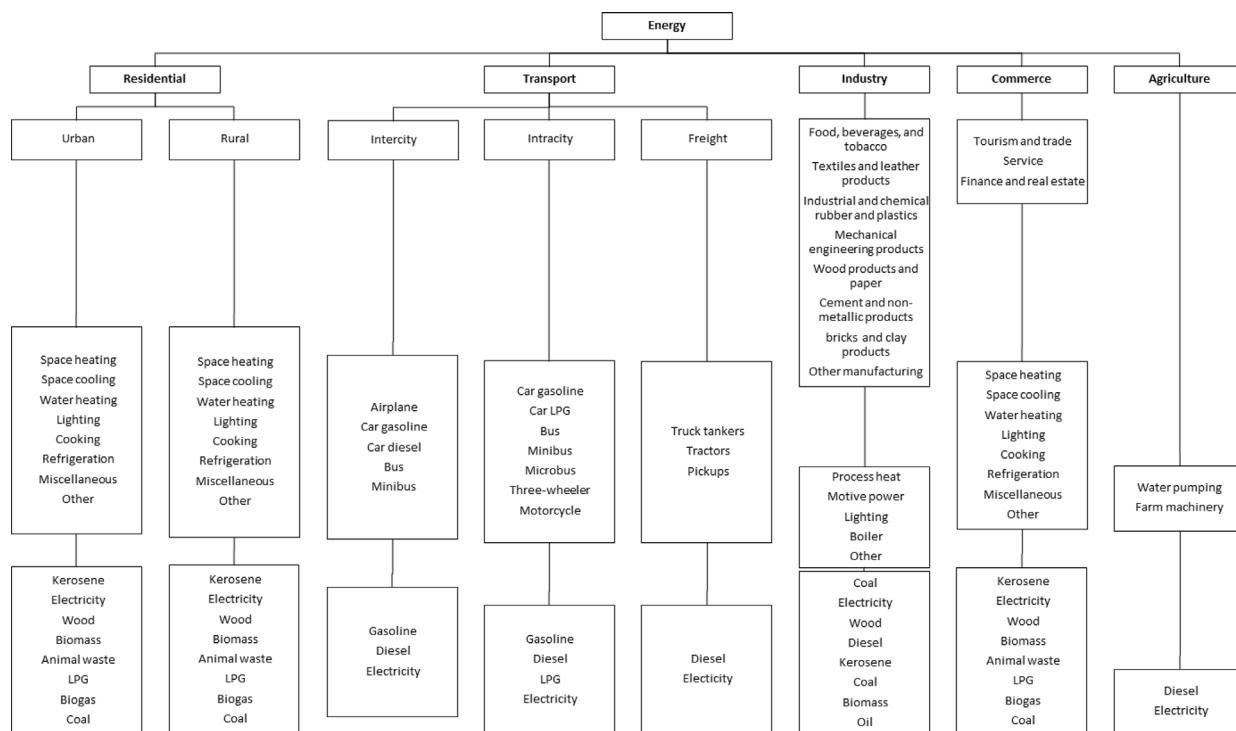 Energy
Residential
Transport
Industry
Commerce
Agriculture
Urban
Rural
Intercity
Intracity
Freight
Food, beverages, and
tobacco
Textiles and leather
products
Industrial and chemical
rubber and plastics
Mechanical
engineering products
Wood products and
paper
Cement and non-
metallic products
bricks and clay
products
Other manufacturing
Tourism and trade
Service
Finance and real estate
Space heating
Space cooling
Water heating
Lighting
Cooking
Refrigeration
Miscellaneous
Other
Space heating
Space cooling
Water heating
Lighting
Cooking
Refrigeration
Miscellaneous
Other
Airplane
Car gasoline
Car diesel
Bus
Minibus
Car gasoline
Car LPG
Bus
Minibus
Microbus
Three-wheeler
Motorcycle
Truck tankers
Tractors
Pickups
Process heat
Motive power
Lighting
Boiler
Other
Space heating
Space cooling
Water heating
Lighting
Cooking
Refrigeration
Miscellaneous
Other
Water pumping
Farm machinery
Kerosene
Electricity
Wood
Biomass
Animal waste
LPG
Biogas
Coal
Kerosene
Electricity
Wood
Biomass
Animal waste
LPG
Biogas
Coal
Gasoline
Diesel
Electricity
Gasoline
Diesel
LPG
Electricity
Diesel
Electicity
Coal
Electricity
Wood
Diesel
Kerosene
Coal
Biomass
Oil
Kerosene
Electricity
Wood
Biomass
Animal waste
LPG
Biogas
Coal
Diesel
Electricity